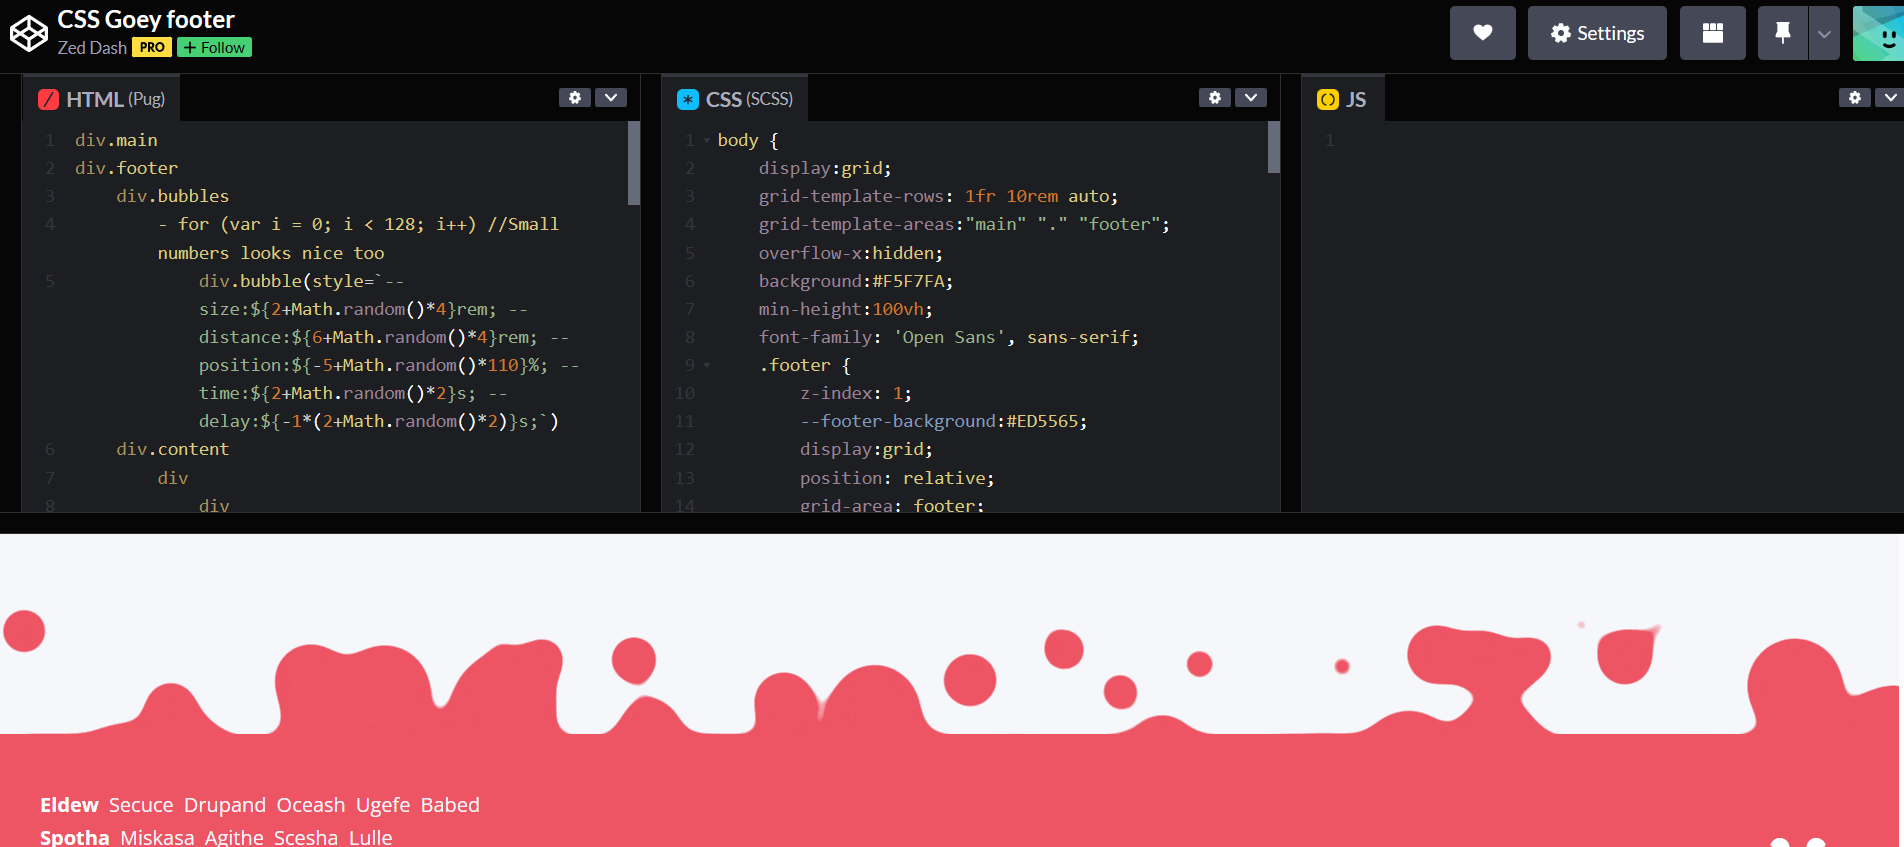 CSS Goey footer
Zed Dash PRO + Follow
Settings
HTML (Pug)
1 div.main
2 div.footer
3 div.bubbles
4 - for (var i = 0; i < 128; i++) //Small
numbers looks nice too
5 div.bubble(style=`--
size:${2+Math.random()*4}rem; --
distance:${6+Math.random()*4}rem; --
position:${-5+Math.random()*110}%; --
time:${2+Math.random()*2}s; --
delay:${-1*(2+Math.random()*2)}s;`)
6 div.content
7 div
8 div
CSS (SCSS)
1 body {
2 display:grid;
3 grid-template-rows: 1fr 10rem auto;
4 grid-template-areas:"main" "." "footer";
5 overflow-x:hidden;
6 background:#F5F7FA;
7 min-height:100vh;
8 font-family: 'Open Sans', sans-serif;
9 .footer {
10 z-index: 1;
11 --footer-background:#ED5565;
12 display:grid;
13 position: relative;
14 grid-area: footer;
JS
1
Eldew Secuce Drupand Oceash Ugefe Babed
Spotha Miskasa Agithe Scesha Lulle